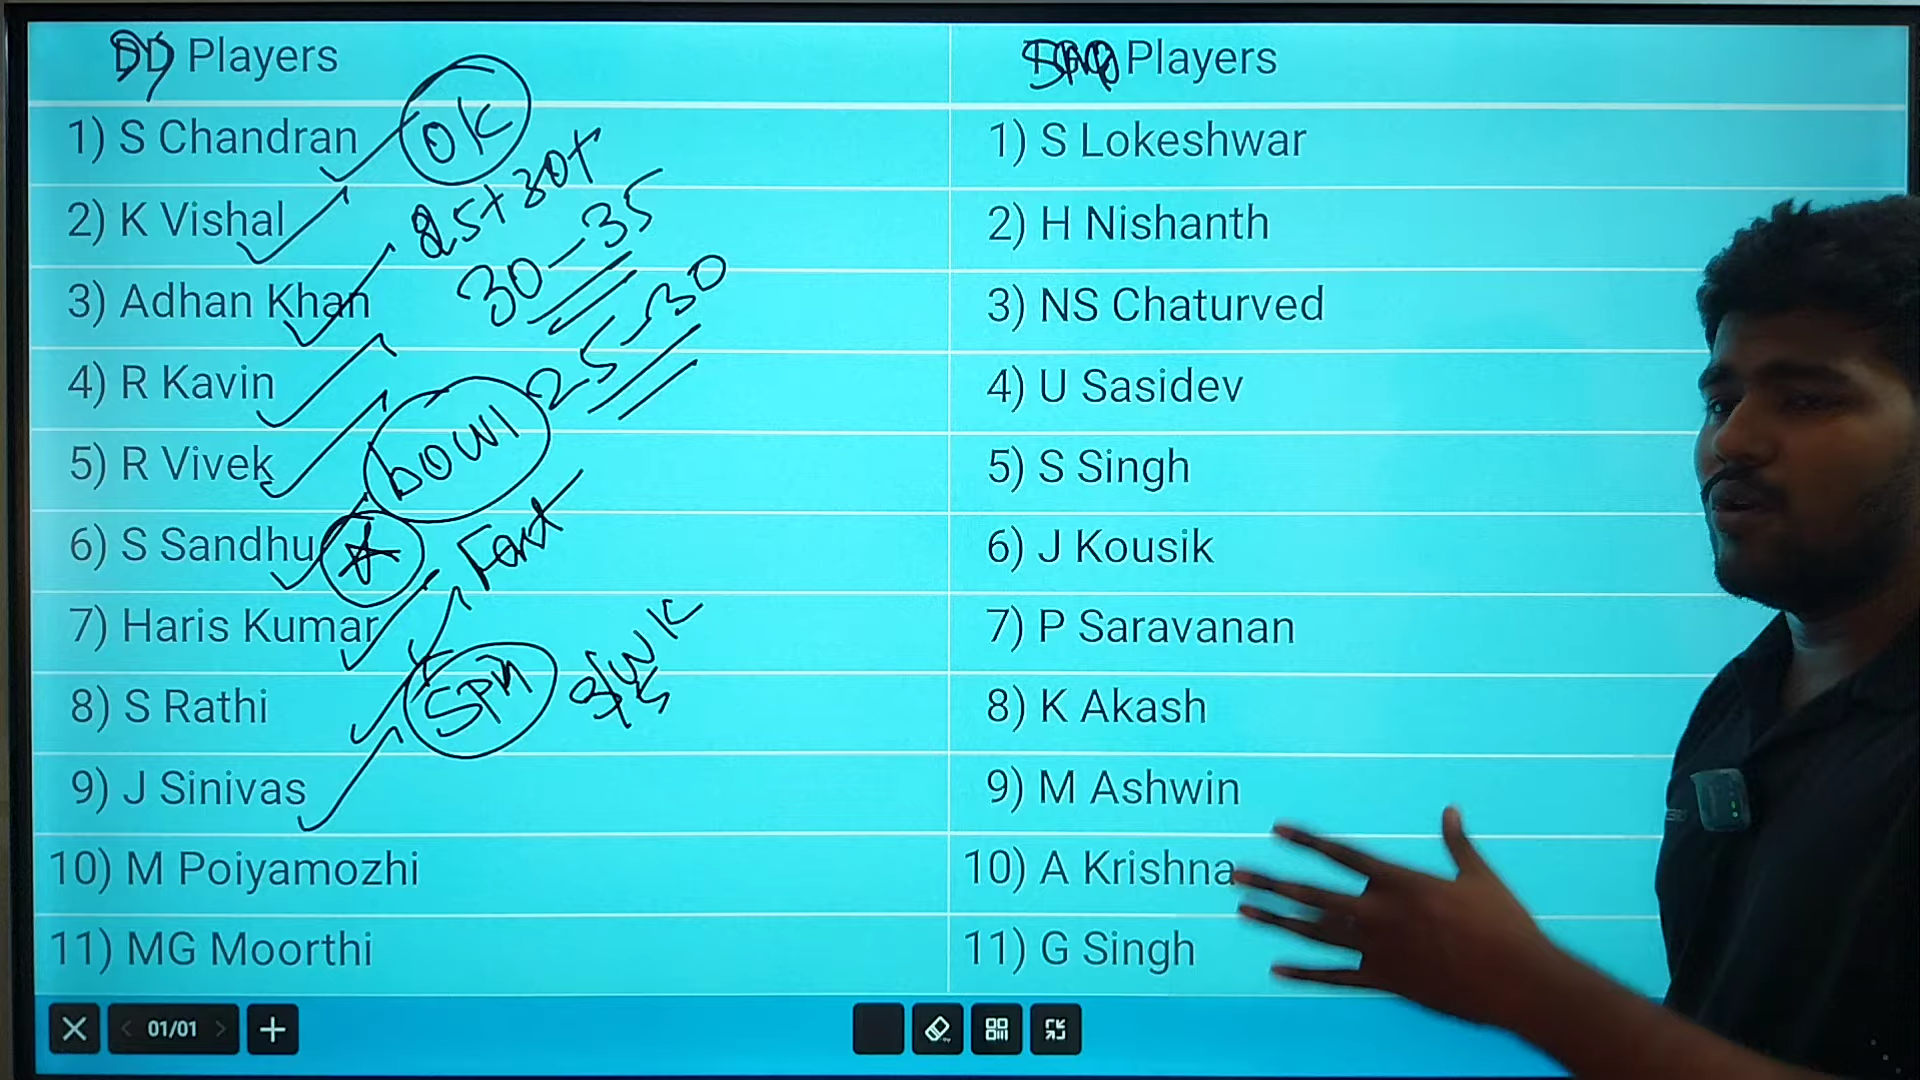 DD Players
1) S Chandran
OK
2) K Vishal
25+ 30+
3) Adhan Khan
30-35
4) R Kavin
25-30
5) R Vivek
bowl
6) S Sandhu
7) Haris Kumar
8) S Rathi
SPN
9) J Sinivas
10) M Poiyamozhi
11) MG Moorthi
Players
1) S Lokeshwar
2) H Nishanth
3) NS Chaturved
4) U Sasidev
5) S Singh
6) J Kousik
7) P Saravanan
8) K Akash
9) M Ashwin
10) A Krishna
11) G Singh
01/01